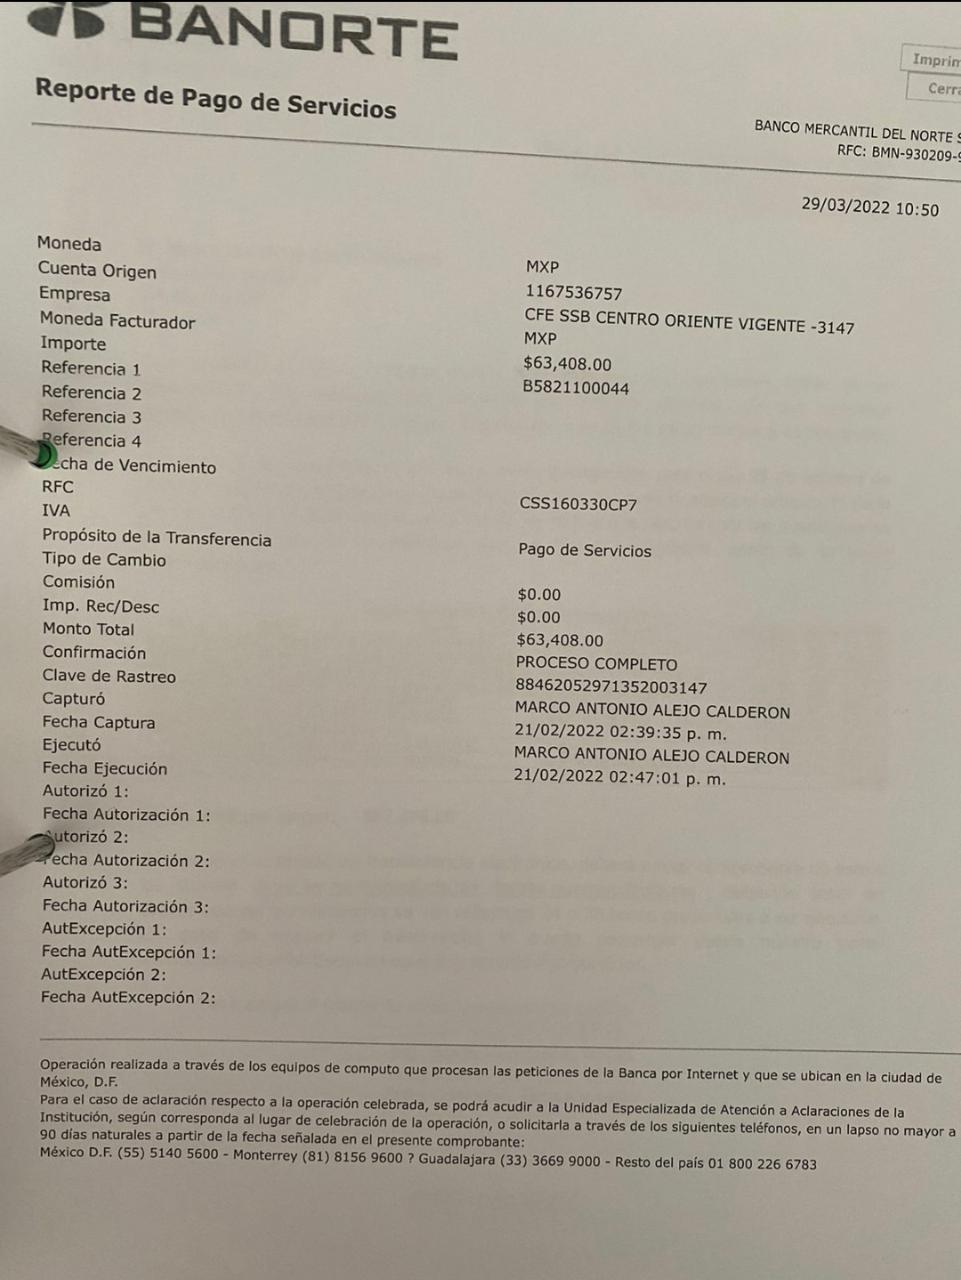 BANORTE
Imprim
Cerra
Reporte de Pago de Servicios
BANCO MERCANTIL DEL NORTE S
RFC: BMN-930209-9
29/03/2022 10:50
Moneda MXP
Cuenta Origen 1167536757
Empresa CFE SSB CENTRO ORIENTE VIGENTE -3147
Moneda Facturador MXP
Importe $63,408.00
Referencia 1 B5821100044
Referencia 2
Referencia 3
Referencia 4
echa de Vencimiento
RFC CSS160330CP7
IVA
Propósito de la Transferencia Pago de Servicios
Tipo de Cambio
Comisión $0.00
Imp. Rec/Desc $0.00
Monto Total $63,408.00
Confirmación PROCESO COMPLETO
Clave de Rastreo 88462052971352003147
Capturó MARCO ANTONIO ALEJO CALDERON
Fecha Captura 21/02/2022 02:39:35 p. m.
Ejecutó MARCO ANTONIO ALEJO CALDERON
Fecha Ejecución 21/02/2022 02:47:01 p. m.
Autorizó 1:
Fecha Autorización 1:
Autorizó 2:
Fecha Autorización 2:
Autorizó 3:
Fecha Autorización 3:
AutExcepción 1:
Fecha AutExcepción 1:
AutExcepción 2:
Fecha AutExcepción 2:
Operación realizada a través de los equipos de computo que procesan las peticiones de la Banca por Internet y que se ubican en la ciudad de
México, D.F.
Para el caso de aclaración respecto a la operación celebrada, se podrá acudir a la Unidad Especializada de Atención a Aclaraciones de la
Institución, según corresponda al lugar de celebración de la operación, o solicitarla a través de los siguientes teléfonos, en un lapso no mayor a
90 días naturales a partir de la fecha señalada en el presente comprobante:
México D.F. (55) 5140 5600 - Monterrey (81) 8156 9600 ? Guadalajara (33) 3669 9000 - Resto del país 01 800 226 6783